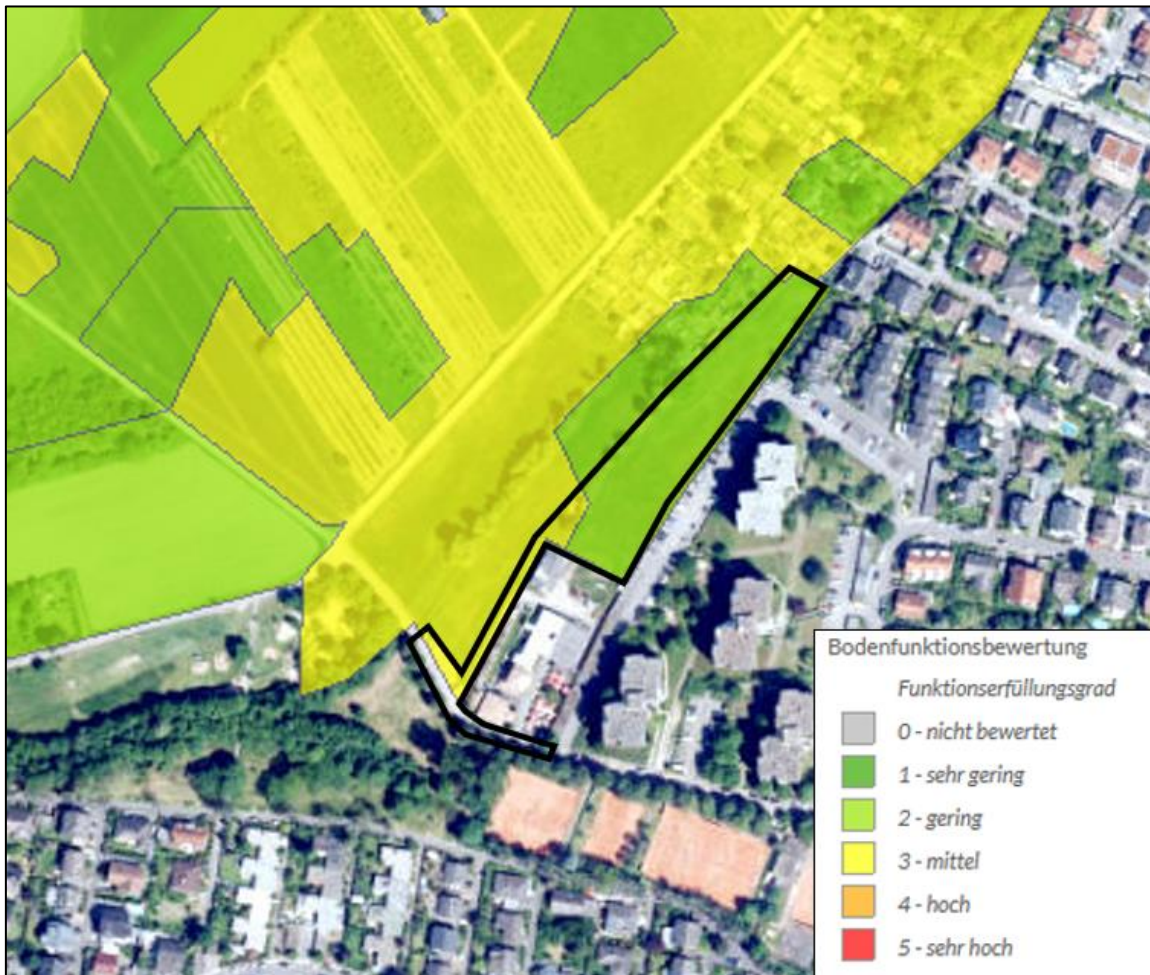 Bodenfunktionsbewertung
Funktionserfüllungsgrad
0 - nicht bewertet
1 - sehr gering
2 - gering
3 - mittel
4 - hoch
5 - sehr hoch